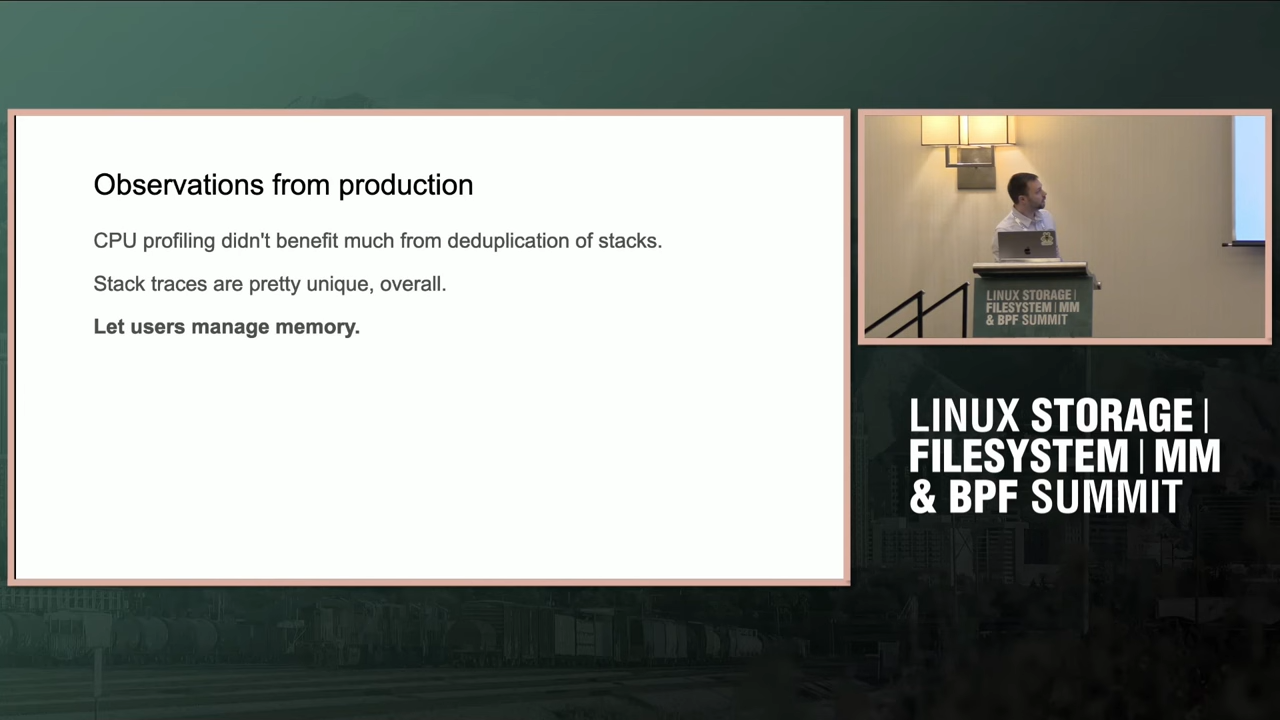 Observations from production
CPU profiling didn't benefit much from deduplication of stacks.
Stack traces are pretty unique, overall.
Let users manage memory.
LINUX STORAGE |
FILESYSTEM | MM
& BPF SUMMIT
LINUX STORAGE |
FILESYSTEM | MM
& BPF SUMMIT